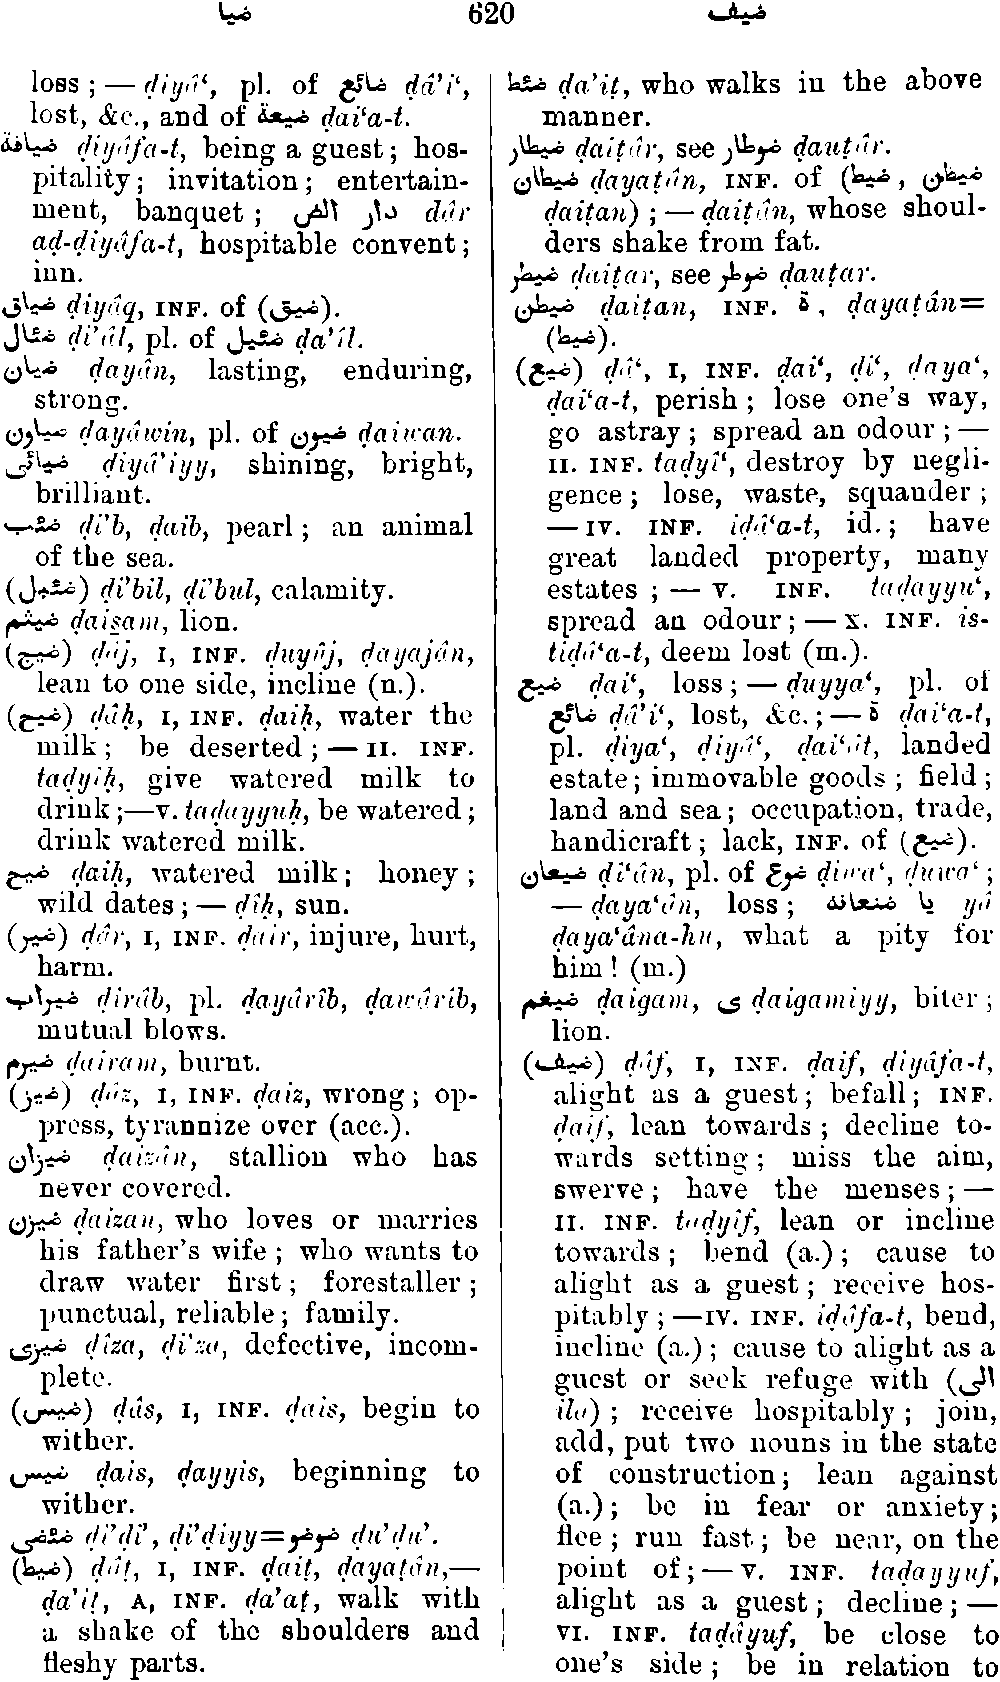 ضيا 620 ضيف
loss ; — ḍiyâ‘, pl. of ضائع ḍâ’i‘,
lost, &c., and of ضيعة ḍai‘a-t.
ضيافة ḍiyâfa-t, being a guest ; hos-
pitality ; invitation ; entertain-
ment, banquet ; دار الض dâr
aḍ-ḍiyâfa-t, hospitable convent ;
inn.
ضياق ḍiyâq, INF. of (ضيق).
ضئال ḍi’âl, pl. of ضئيل ḍa’îl.
ضيان ḍayân, lasting, enduring,
strong.
ضياون ḍayâwin, pl. of ضيون ḍaiwan.
ضيائى ḍiyâ’iyy, shining, bright,
brilliant.
ضئب ḍi’b, ḍaib, pearl ; an animal
of the sea.
(ضئبل) ḍi’bil, ḍi’bul, calamity.
ضيثم ḍais̱am, lion.
(ضيج) ḍâj, I, INF. ḍuyûj, ḍayajân,
lean to one side, incline (n.).
(ضيح) ḍâḥ, I, INF. ḍaiḥ, water the
milk ; be deserted ; — II. INF.
taḍyîḥ, give watered milk to
drink ;—V. taḍayyuḥ, be watered ;
drink watered milk.
ضيح ḍaiḥ, watered milk ; honey ;
wild dates ; — ḍîḥ, sun.
(ضير) ḍâr, I, INF. ḍair, injure, hurt,
harm.
ضيراب ḍirâb, pl. ḍayârîb, ḍawârîb,
mutual blows.
ضيرم ḍairam, burnt.
(ضيز) ḍâz, I, INF. ḍaiz, wrong ; op-
press, tyrannize over (acc.).
ضيزان ḍaizân, stallion who has
never covered.
ضيزن ḍaizan, who loves or marries
his father’s wife ; who wants to
draw water first ; forestaller ;
punctual, reliable ; family.
ضيزى ḍîza, ḍi’za, defective, incom-
plete.
(ضيس) ḍâs, I, INF. ḍais, begin to
wither.
ضيس ḍais, ḍayyis, beginning to
wither.
ضئضى ḍi’ḍi’, ḍi’ḍiyy=ضوضو ḍu’ḍu’.
(ضيط) ḍâṭ, I, INF. ḍaiṭ, ḍayaṭân,—
ḍa’iṭ, A, INF. ḍa’aṭ, walk with
a shake of the shoulders and
fleshy parts.
ضئط ḍa’iṭ, who walks in the above
manner.
ضيطار ḍaiṭâr, see ضوطار ḍauṭâr.
ضيطان ḍayaṭân, INF. of (ضيط, ضيطن
ḍaiṭan) ; — ḍaiṭân, whose shoul-
ders shake from fat.
ضيطر ḍaiṭar, see ضوطر ḍauṭar.
ضيطن ḍaiṭan, INF. ة, ḍayaṭân=
(ضيط).
(ضيع) ḍâ‘, I, INF. ḍai‘, ḍi‘, ḍaya‘,
ḍai‘a-t, perish ; lose one’s way,
go astray ; spread an odour ; —
II. INF. taḍyî‘, destroy by negli-
gence ; lose, waste, squander ;
— IV. INF. iḍâ‘a-t, id. ; have
great landed property, many
estates ; — V. INF. taḍayyu‘,
spread an odour ; — X. INF. is-
tiḍâ‘a-t, deem lost (m.).
ضيع ḍai‘, loss ; — ḍuyya‘, pl. of
ضائع ḍâ’i‘, lost, &c. ; — ة ḍai‘a-t,
pl. ḍiya‘, ḍiyâ‘, ḍai‘ât, landed
estate ; immovable goods ; field ;
land and sea ; occupation, trade,
handicraft ; lack, INF. of (ضيع).
ضيعان ḍi‘ân, pl. of ضوع ḍiwa‘, ḍuwa‘ ;
— ḍaya‘ân, loss ; يا ضيعانه yâ
ḍaya‘âna-hu, what a pity for
him ! (m.)
ضيغم ḍaigam, ى ḍaigamiyy, biter ;
lion.
(ضيف) ḍâf, I, INF. ḍaif, ḍiyâfa-t,
alight as a guest ; befall ; INF.
ḍaif, lean towards ; decline to-
wards setting ; miss the aim,
swerve ; have the menses ; —
II. INF. taḍyîf, lean or incline
towards ; bend (a.) ; cause to
alight as a guest ; receive hos-
pitably ; —IV. INF. iḍâfa-t, bend,
incline (a.) ; cause to alight as a
guest or seek refuge with (الى
ila) ; receive hospitably ; join,
add, put two nouns in the state
of construction ; lean against
(a.) ; be in fear or anxiety ;
flee ; run fast ; be near, on the
point of ; — V. INF. taḍayyuf,
alight as a guest ; decline ; —
VI. INF. taḍâyuf, be close to
one’s side ; be in relation to